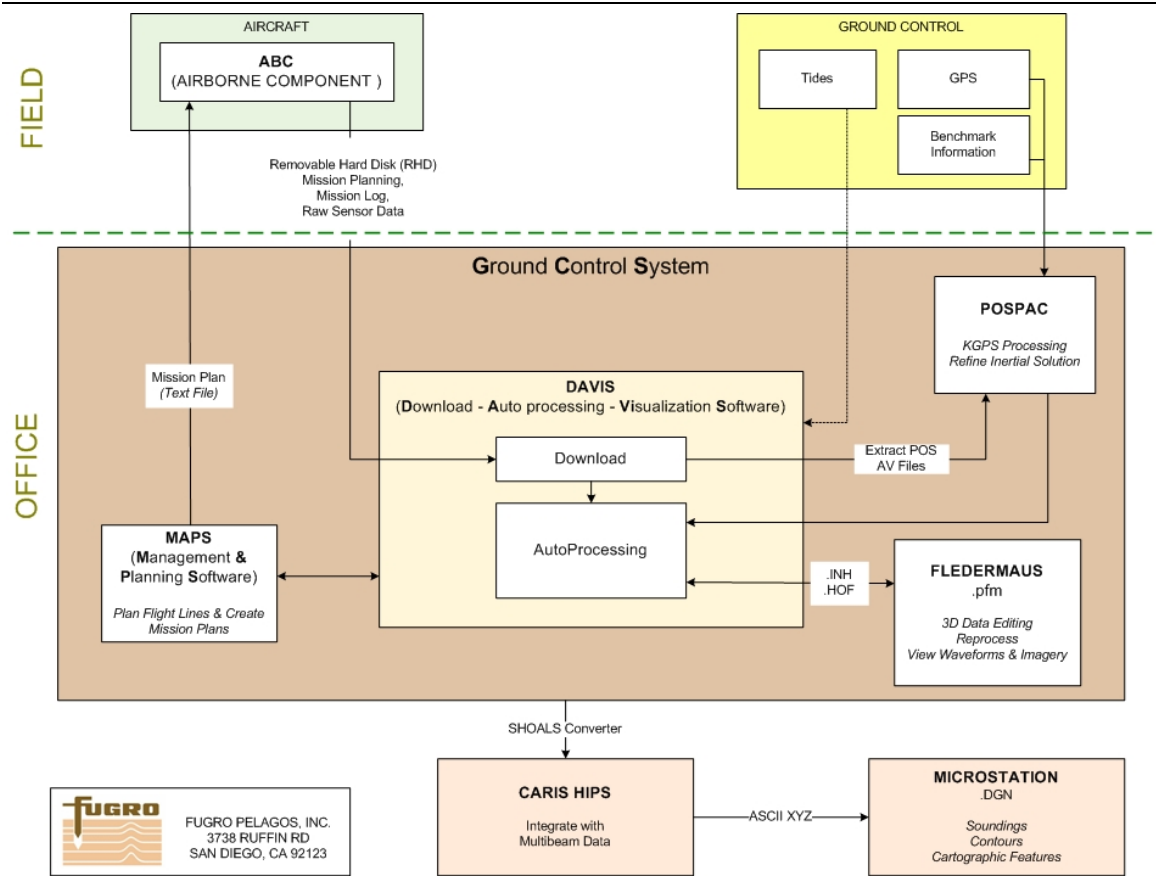 FIELD
AIRCRAFT
ABC
(AIRBORNE COMPONENT )
GROUND CONTROL
Tides
GPS
Benchmark
Information
Removable Hard Disk (RHD)
Mission Planning,
Mission Log,
Raw Sensor Data
OFFICE
Ground Control System
POSPAC
KGPS Processing
Refine Inertial Solution
Mission Plan
(Text File)
DAVIS
(Download - Auto processing - Visualization Software)
Download
Extract POS
AV Files
AutoProcessing
MAPS
(Management &
Planning Software)
Plan Flight Lines & Create
Mission Plans
.INH
.HOF
FLEDERMAUS
.pfm
3D Data Editing
Reprocess
View Waveforms & Imagery
SHOALS Converter
CARIS HIPS
Integrate with
Multibeam Data
ASCII XYZ
MICROSTATION
.DGN
Soundings
Contours
Cartographic Features
FUGRO
FUGRO PELAGOS, INC.
3738 RUFFIN RD
SAN DIEGO, CA 92123